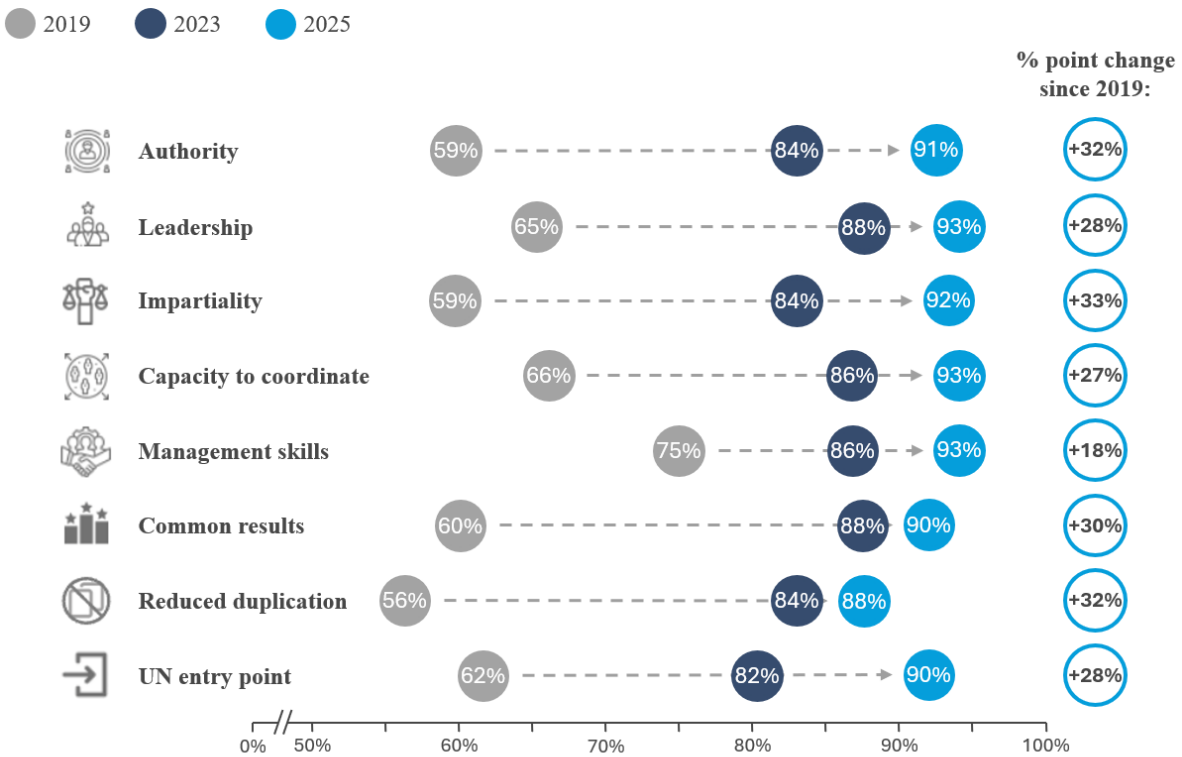 2019 2023 2025
% point change
since 2019:
Authority 59% 84% 91% +32%
Leadership 65% 88% 93% +28%
Impartiality 59% 84% 92% +33%
Capacity to coordinate 66% 86% 93% +27%
Management skills 75% 86% 93% +18%
Common results 60% 88% 90% +30%
Reduced duplication 56% 84% 88% +32%
UN entry point 62% 82% 90% +28%
0% 50% 60% 70% 80% 90% 100%